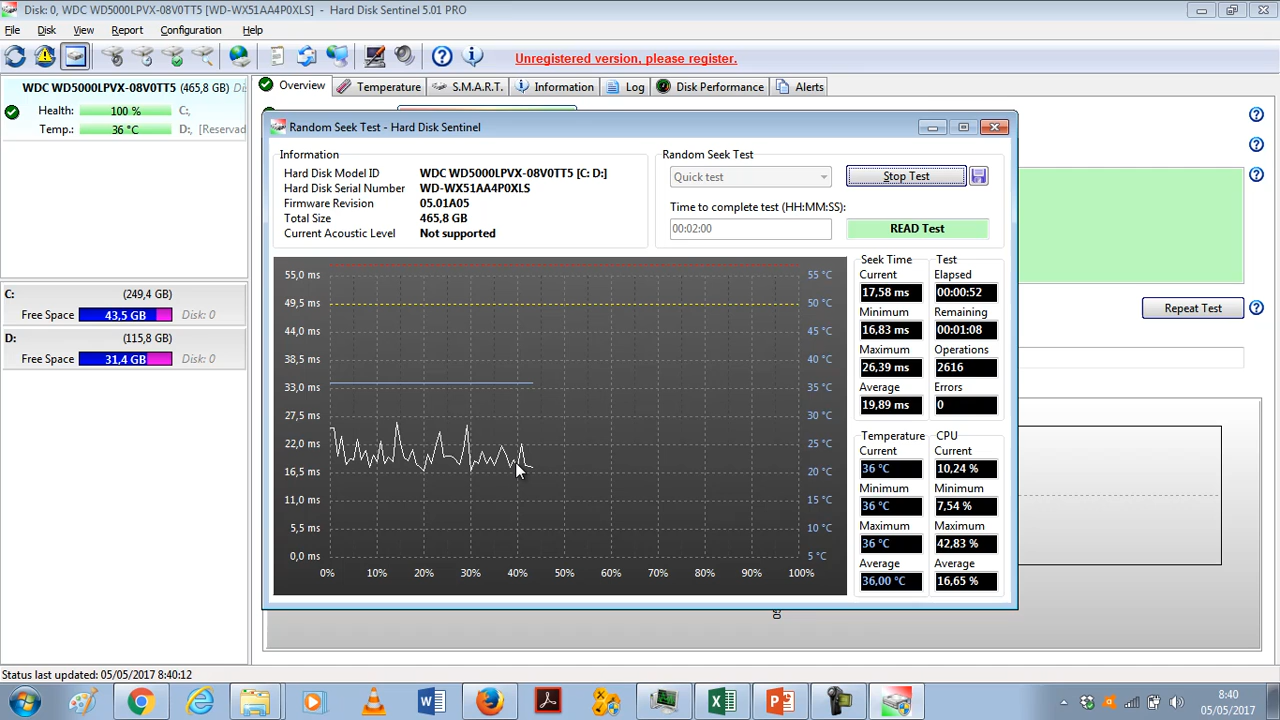 Disk: 0, WDC WD5000LPVX-08V0TT5 [WD-WX51AA4P0XLS] - Hard Disk Sentinel 5.01 PRO
File Disk View Report Configuration Help
Unregistered version, please register.
WDC WD5000LPVX-08V0TT5 (465,8 GB) Di
Health: 100 % C:,
Temp.: 36 °C D:, [Reservad
C: (249,4 GB)
Free Space 43,5 GB Disk: 0
D: (115,8 GB)
Free Space 31,4 GB Disk: 0
Overview Temperature S.M.A.R.T. Information Log Disk Performance Alerts
Repeat Test
Random Seek Test - Hard Disk Sentinel
Information
Hard Disk Model ID WDC WD5000LPVX-08V0TT5 [C: D:]
Hard Disk Serial Number WD-WX51AA4P0XLS
Firmware Revision 05.01A05
Total Size 465,8 GB
Current Acoustic Level Not supported
Random Seek Test
Quick test Stop Test
Time to complete test (HH:MM:SS):
00:02:00 READ Test
55,0 ms 55 °C
49,5 ms 50 °C
44,0 ms 45 °C
38,5 ms 40 °C
33,0 ms 35 °C
27,5 ms 30 °C
22,0 ms 25 °C
16,5 ms 20 °C
11,0 ms 15 °C
5,5 ms 10 °C
0,0 ms 5 °C
0% 10% 20% 30% 40% 50% 60% 70% 80% 90% 100%
Seek Time Test
Current Elapsed
17,58 ms 00:00:52
Minimum Remaining
16,83 ms 00:01:08
Maximum Operations
26,39 ms 2616
Average Errors
19,89 ms 0
Temperature CPU
Current Current
36 °C 10,24 %
Minimum Minimum
36 °C 7,54 %
Maximum Maximum
36 °C 42,83 %
Average Average
36,00 °C 16,65 %
Status last updated: 05/05/2017 8:40:12
8:40
05/05/2017